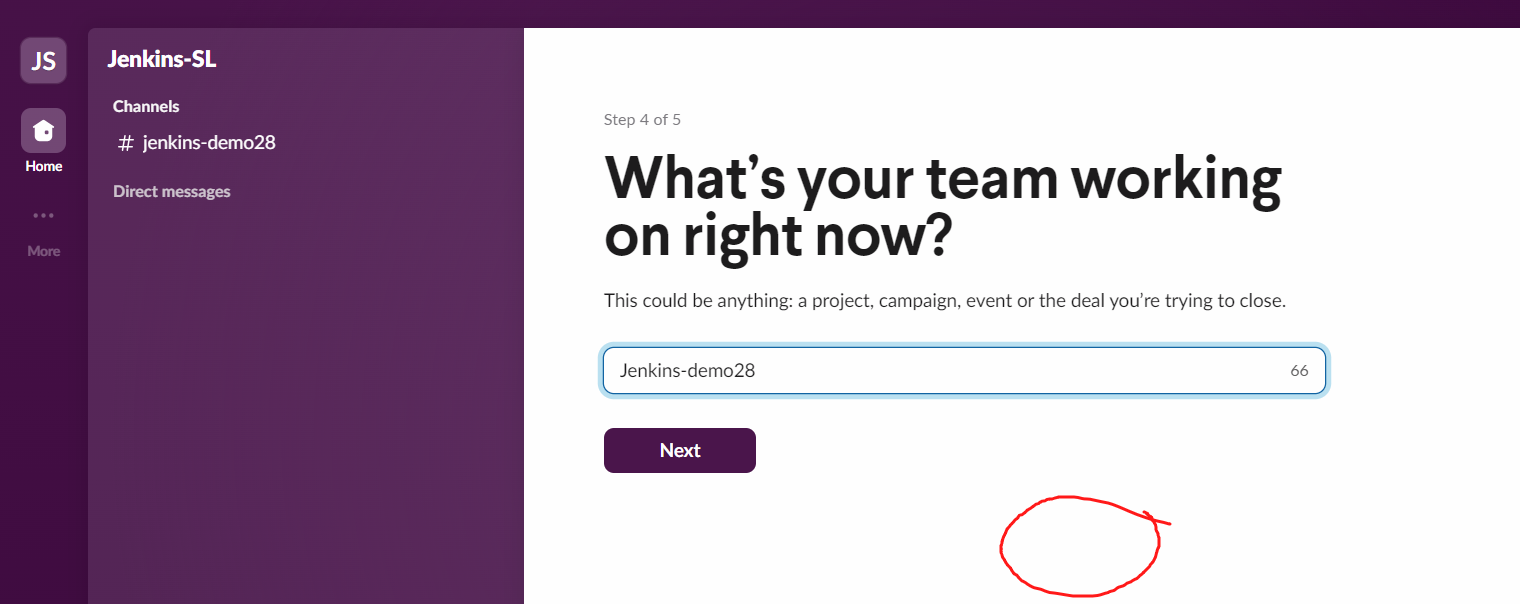 JS
Home
More
Jenkins-SL
Channels
# jenkins-demo28
Direct messages
Step 4 of 5
What’s your team working
on right now?
This could be anything: a project, campaign, event or the deal you’re trying to close.
Jenkins-demo28 66
Next